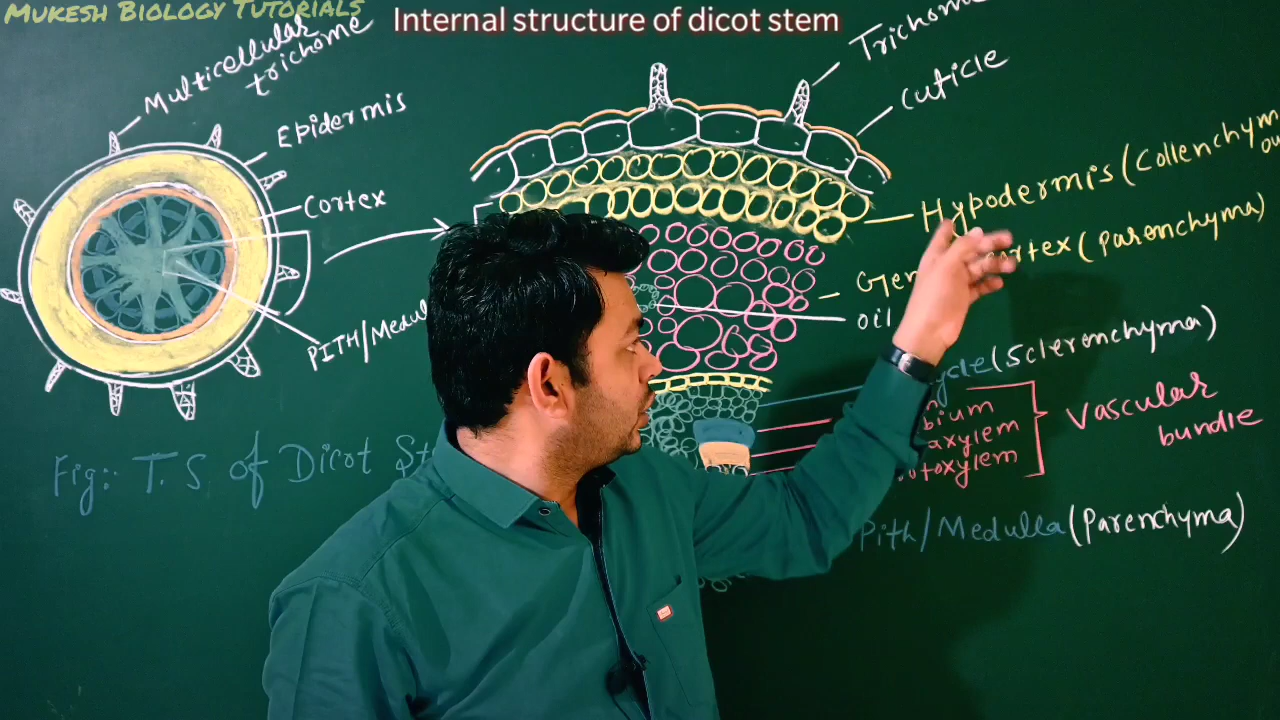 MUKESH BIOLOGY TUTORIALS
Internal structure of dicot stem
Multicellular
trichome
Epidermis
Cortex
PITH/Medul
Fig:: T. S. of Dicot St
Trichome
Cuticle
Hypodermis (Collenchym
ou
Gen
ortex (Parenchyma)
oil
ycle (Sclerenchyma)
bium
axylem
otoxylem
Vascular
bundle
Pith/Medulla (Parenchyma)